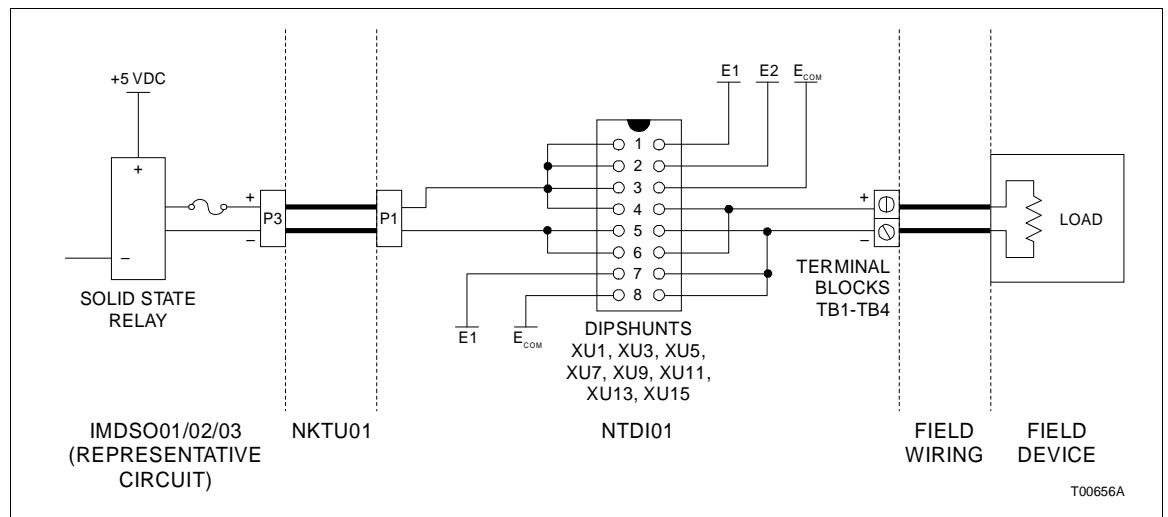 +5 VDC
+
–
SOLID STATE
RELAY
+
–
P3
P1
E1
E2
ECOM
1
2
3
4
5
6
7
8
E1
ECOM
DIPSHUNTS
XU1, XU3, XU5,
XU7, XU9, XU11,
XU13, XU15
+
–
TERMINAL
BLOCKS
TB1-TB4
LOAD
IMDSO01/02/03
(REPRESENTATIVE
CIRCUIT)
NKTU01
NTDI01
FIELD
WIRING
FIELD
DEVICE
T00656A